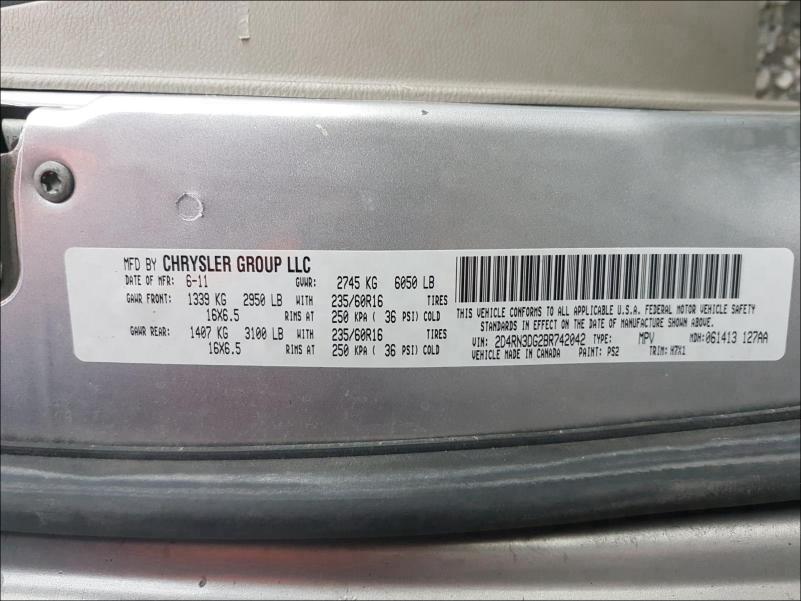 MFD BY CHRYSLER GROUP LLC
DATE OF MFR: 6-11 GVWR: 2745 KG 6050 LB
GAWR FRONT: 1339 KG 2950 LB WITH 235/60R16 TIRES
16X6.5 RIMS AT 250 KPA ( 36 PSI) COLD
GAWR REAR: 1407 KG 3100 LB WITH 235/60R16 TIRES
16X6.5 RIMS AT 250 KPA ( 36 PSI) COLD
THIS VEHICLE CONFORMS TO ALL APPLICABLE U.S.A. FEDERAL MOTOR VEHICLE SAFETY
STANDARDS IN EFFECT ON THE DATE OF MANUFACTURE SHOWN ABOVE.
VIN: 2D4RN3DG2BR742042 TYPE: MPV MDH:061413 127AA
VEHICLE MADE IN CANADA PAINT: PS2 TRIM: H7X1